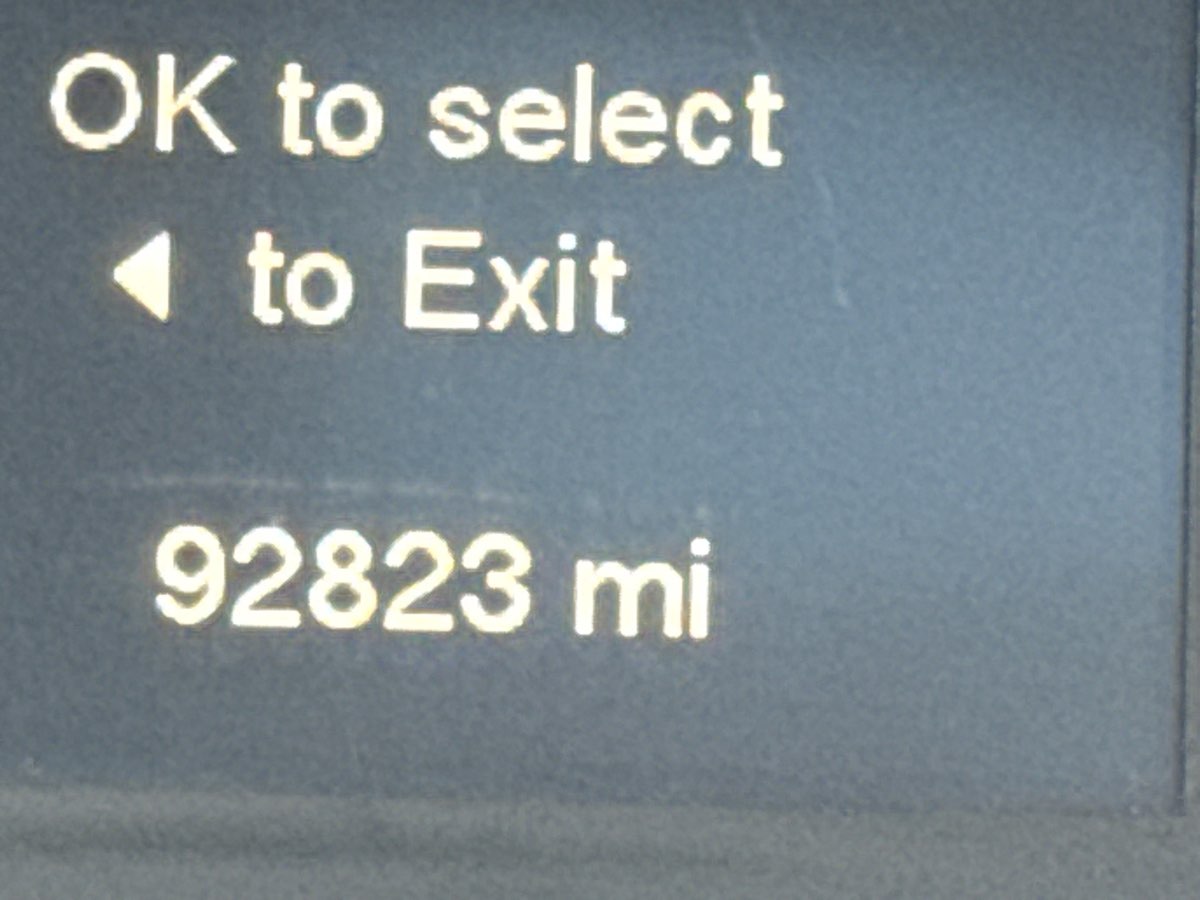 OK to select
◀ to Exit
92823 mi